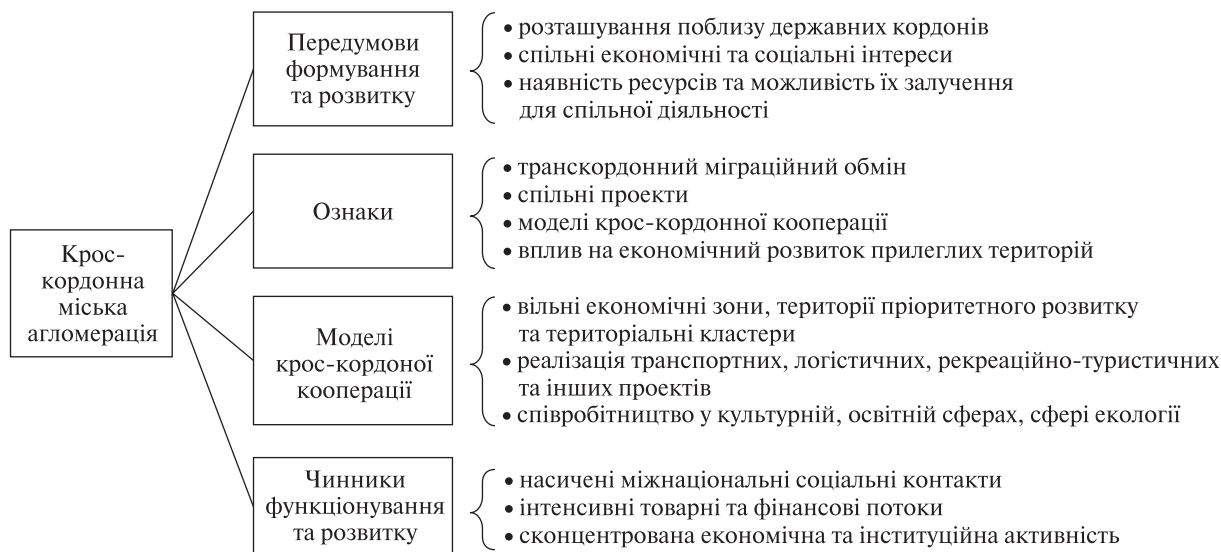 Крос-
кордонна
міська
агломерація
Передумови
формування
та розвитку
• розташування поблизу державних кордонів
• спільні економічні та соціальні інтереси
• наявність ресурсів та можливість їх залучення
для спільної діяльності
Ознаки
• транскордонний міграційний обмін
• спільні проекти
• моделі крос-кордонної кооперації
• вплив на економічний розвиток прилеглих територій
Моделі
крос-кордоної
кооперації
• вільні економічні зони, території пріоритетного розвитку
та територіальні кластери
• реалізація транспортних, логістичних, рекреаційно-туристичних
та інших проектів
• співробітництво у культурній, освітній сферах, сфері екології
Чинники
функціонування
та розвитку
• насичені міжнаціональні соціальні контакти
• інтенсивні товарні та фінансові потоки
• сконцентрована економічна та інституційна активність